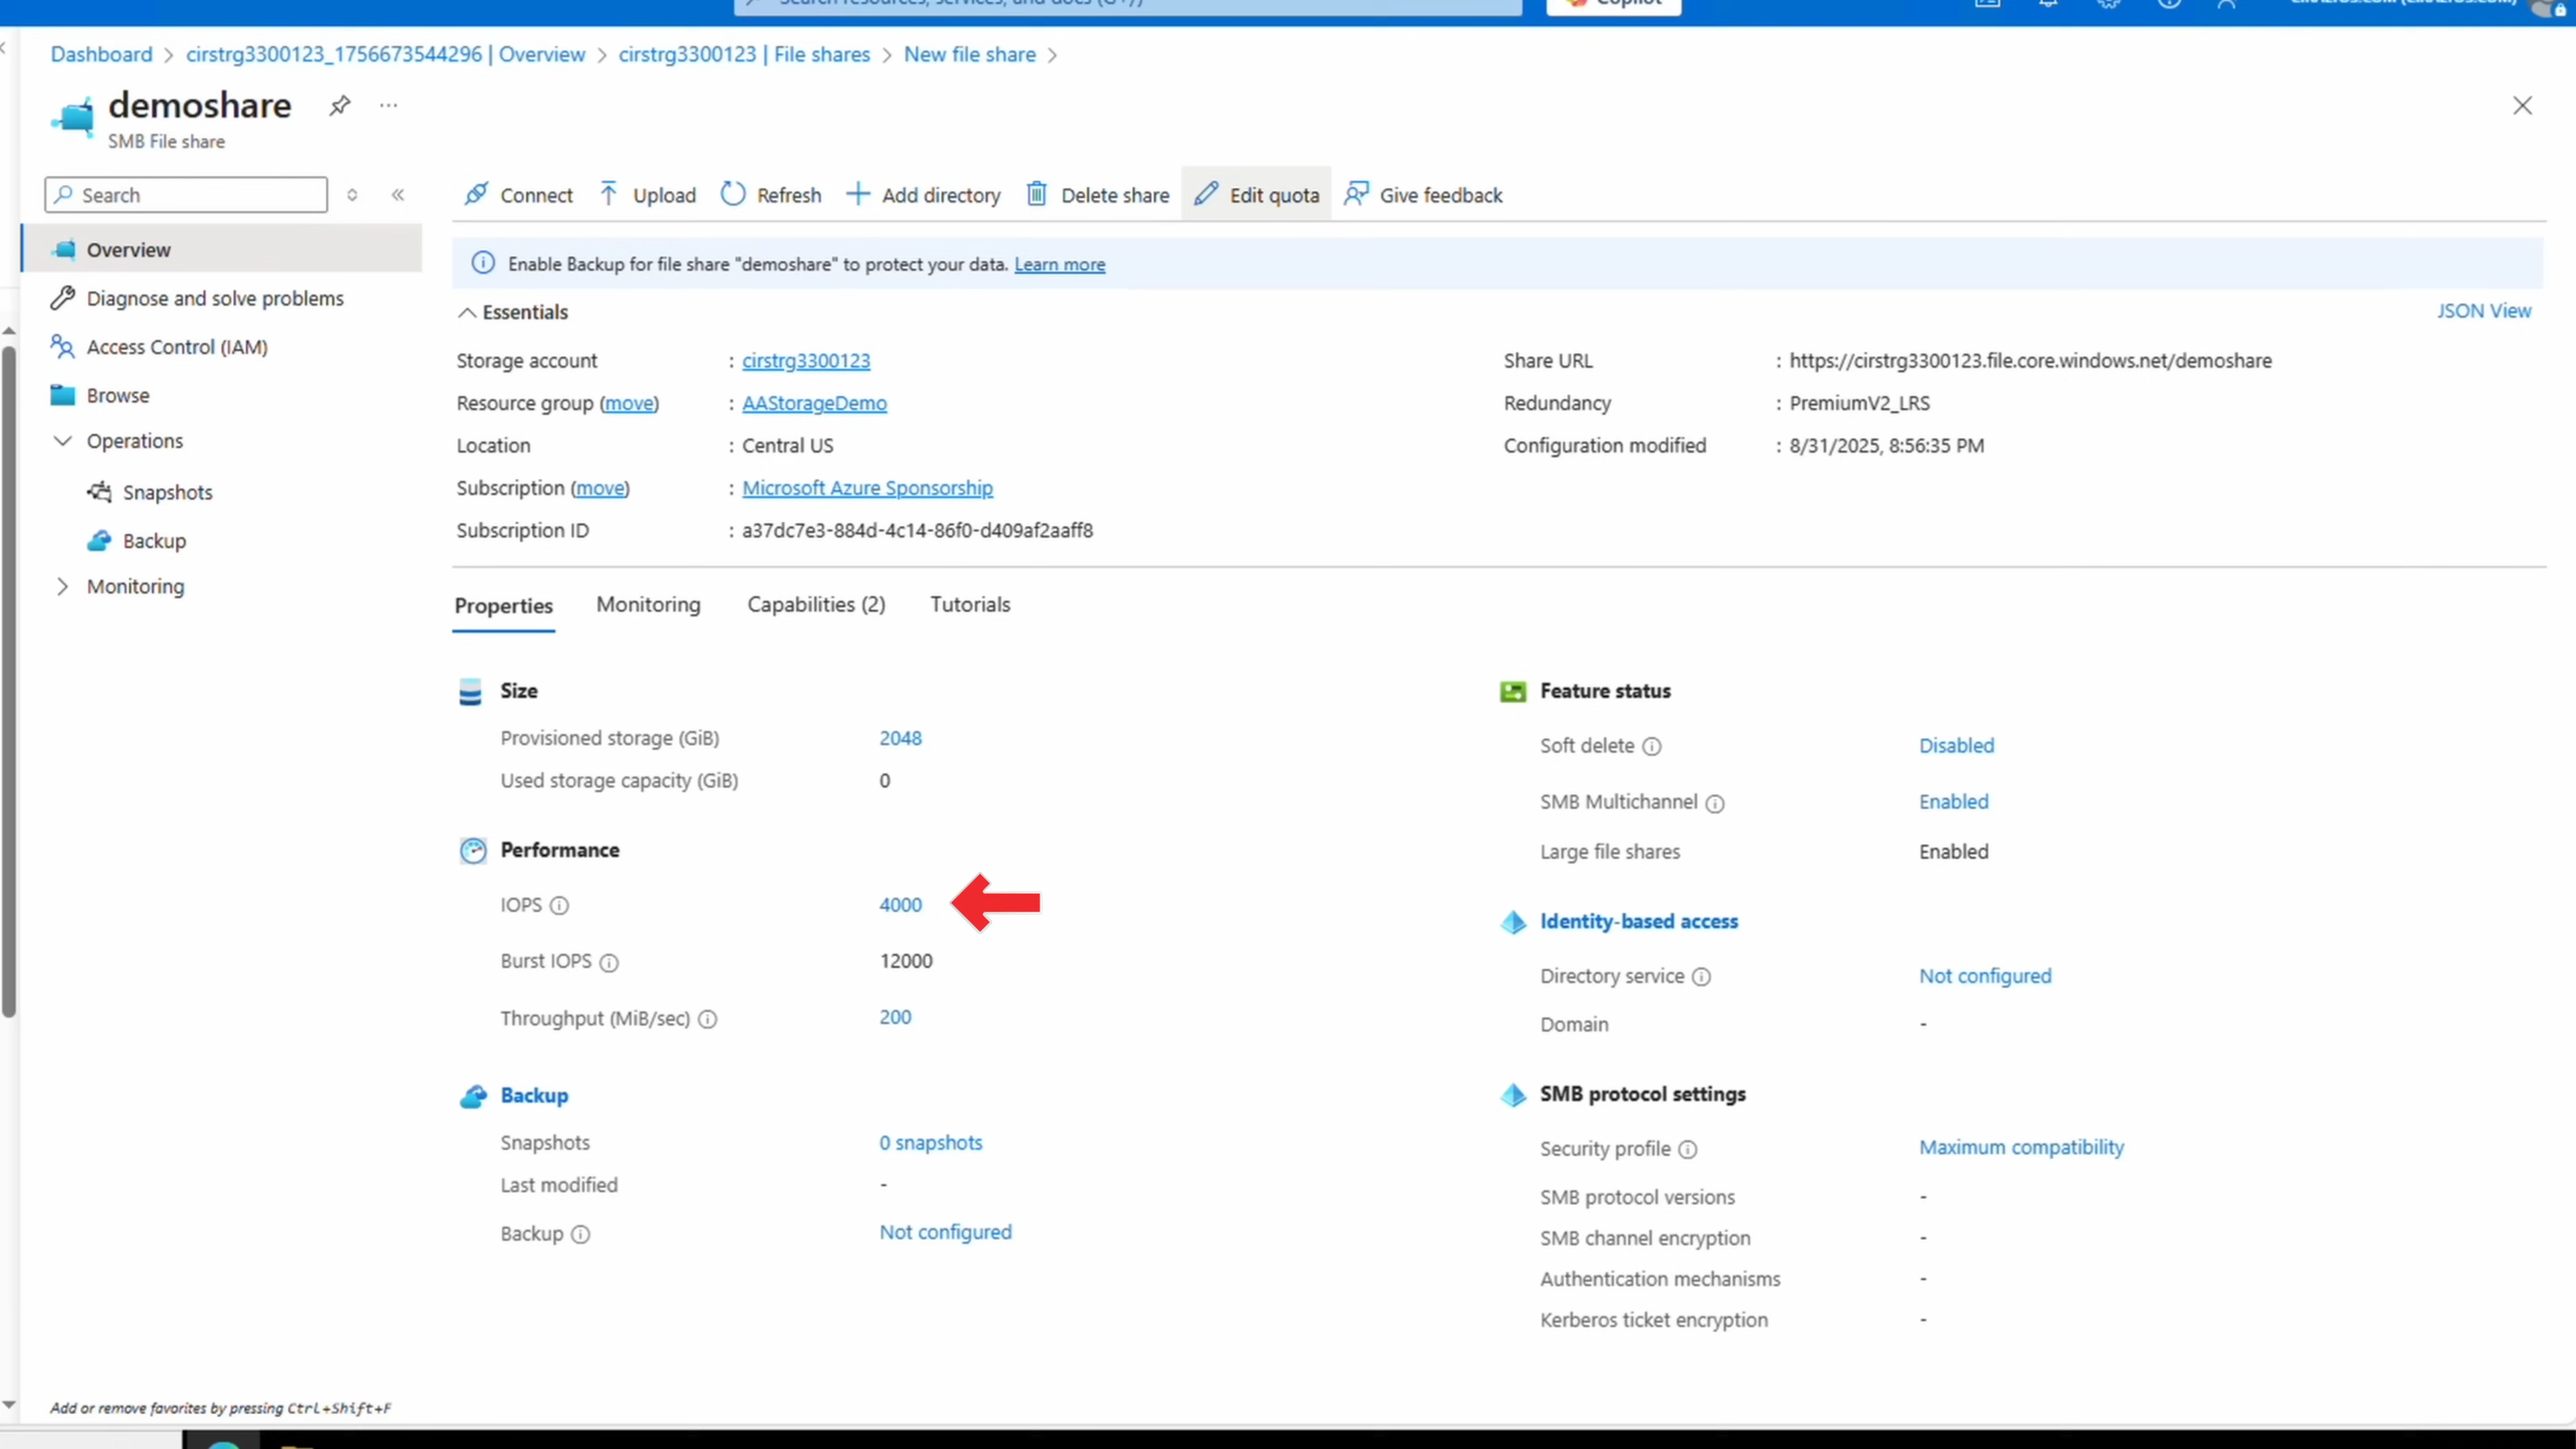 Search resources, services, and docs (G+/)
Copilot
Dashboard > cirstrg3300123_1756673544296 | Overview > cirstrg3300123 | File shares > New file share >
demoshare
SMB File share
Search
Connect Upload Refresh Add directory Delete share Edit quota Give feedback
Overview
Diagnose and solve problems
Access Control (IAM)
Browse
Operations
Snapshots
Backup
Monitoring
Enable Backup for file share "demoshare" to protect your data. Learn more
Essentials
JSON View
Storage account : cirstrg3300123
Resource group (move) : AAStorageDemo
Location : Central US
Subscription (move) : Microsoft Azure Sponsorship
Subscription ID : a37dc7e3-884d-4c14-86f0-d409af2aaff8
Share URL : https://cirstrg3300123.file.core.windows.net/demoshare
Redundancy : PremiumV2_LRS
Configuration modified : 8/31/2025, 8:56:35 PM
Properties Monitoring Capabilities (2) Tutorials
Size
Provisioned storage (GiB) 2048
Used storage capacity (GiB) 0
Performance
IOPS 4000
Burst IOPS 12000
Throughput (MiB/sec) 200
Backup
Snapshots 0 snapshots
Last modified -
Backup Not configured
Feature status
Soft delete Disabled
SMB Multichannel Enabled
Large file shares Enabled
Identity-based access
Directory service Not configured
Domain -
SMB protocol settings
Security profile Maximum compatibility
SMB protocol versions -
SMB channel encryption -
Authentication mechanisms -
Kerberos ticket encryption -
Add or remove favorites by pressing Ctrl+Shift+F